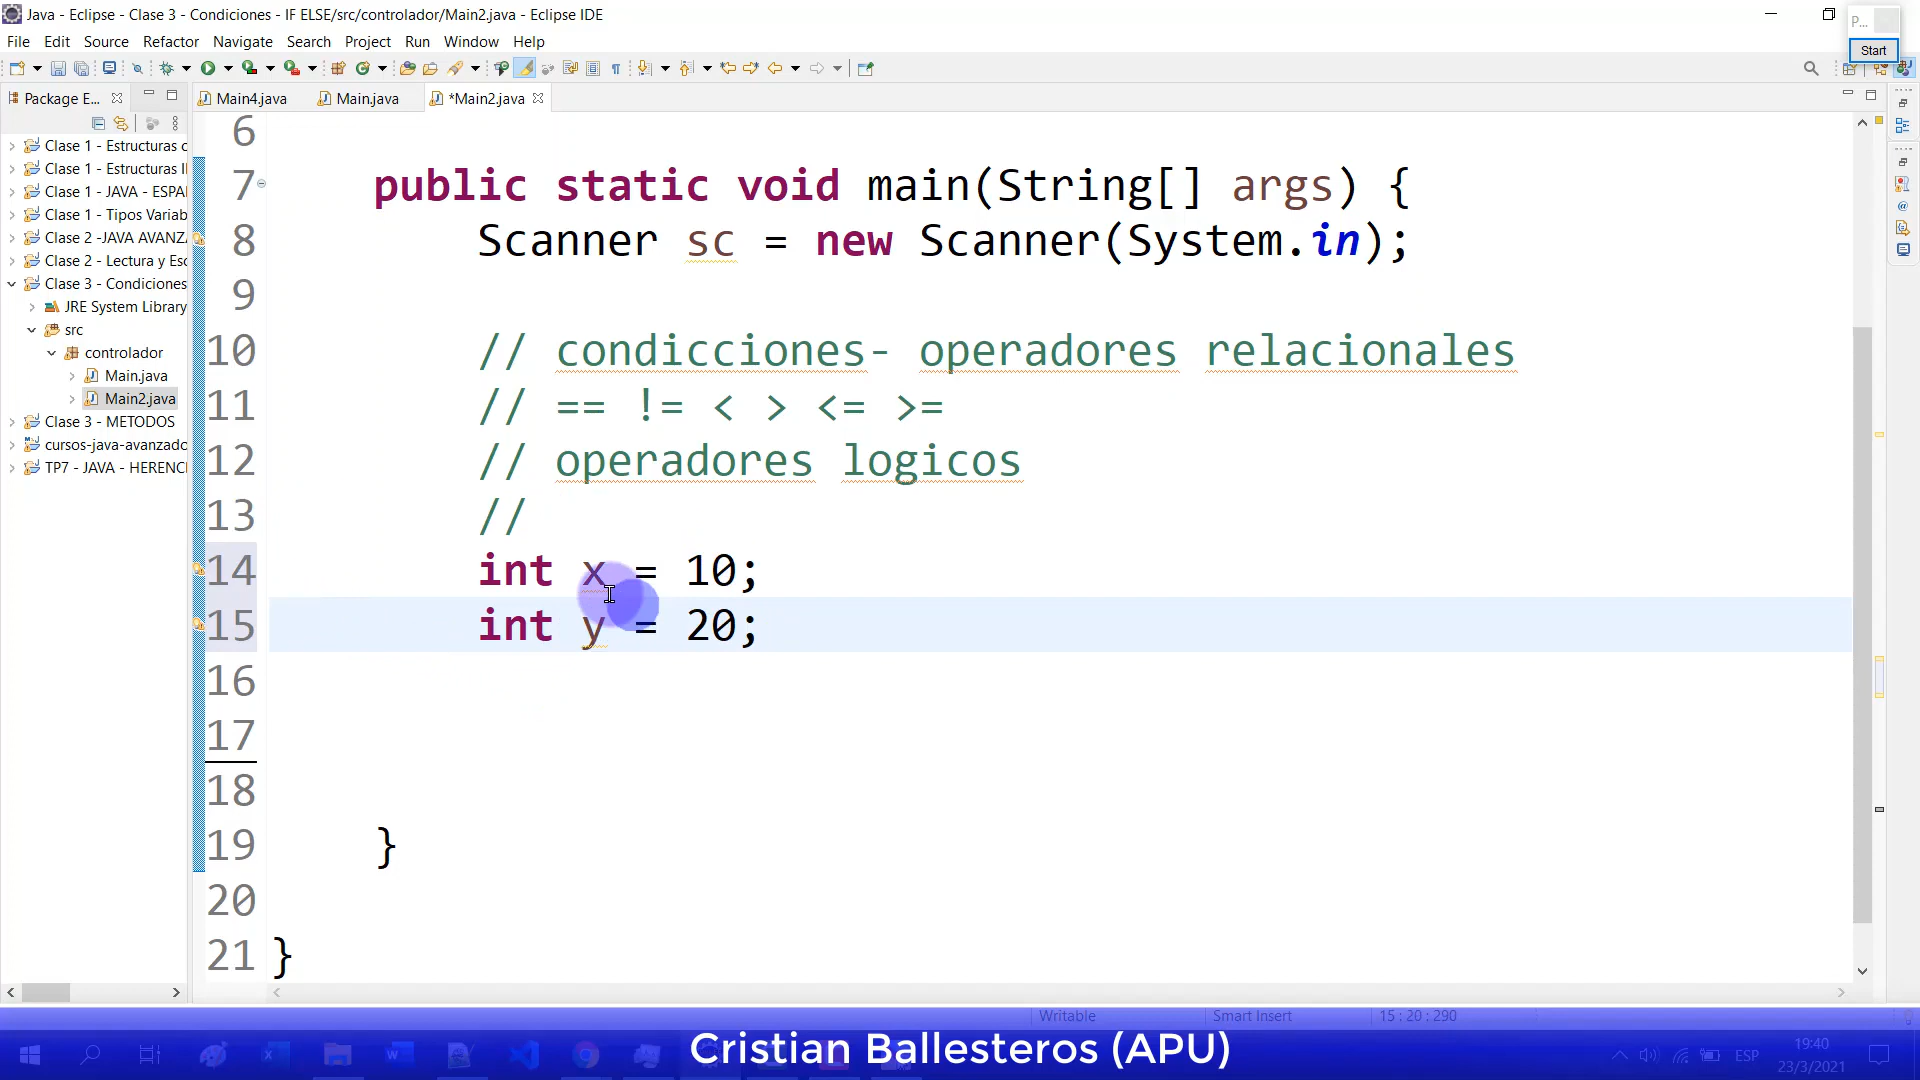 Java - Eclipse - Clase 3 - Condiciones - IF ELSE/src/controlador/Main2.java - Eclipse IDE
P...
File Edit Source Refactor Navigate Search Project Run Window Help
Start
Package E...
Main4.java
Main.java
*Main2.java
Clase 1 - Estructuras c
Clase 1 - Estructuras I
Clase 1 - JAVA - ESPA
Clase 1 - Tipos Variab
Clase 2 -JAVA AVANZ
Clase 2 - Lectura y Esc
Clase 3 - Condiciones
JRE System Library
src
controlador
Main.java
Main2.java
Clase 3 - METODOS
cursos-java-avanzado
TP7 - JAVA - HERENC
6
7 public static void main(String[] args) {
8 Scanner sc = new Scanner(System.in);
9
10 // condicciones- operadores relacionales
11 // == != < > <= >=
12 // operadores logicos
13 //
14 int x = 10;
15 int y = 20;
16
17
18
19 }
20
21 }
Writable
Smart Insert
15 : 20 : 290
Cristian Ballesteros (APU)
ESP
19:40
23/3/2021